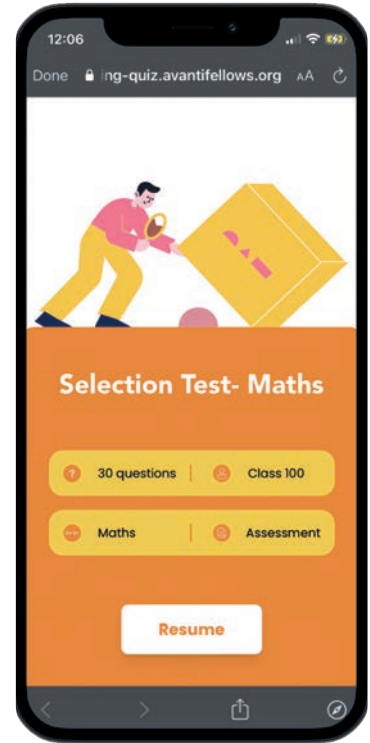 12:06
Done ing-quiz.avantifellows.org AA
Selection Test- Maths
? 30 questions | Class 100
Maths | Assessment
Resume